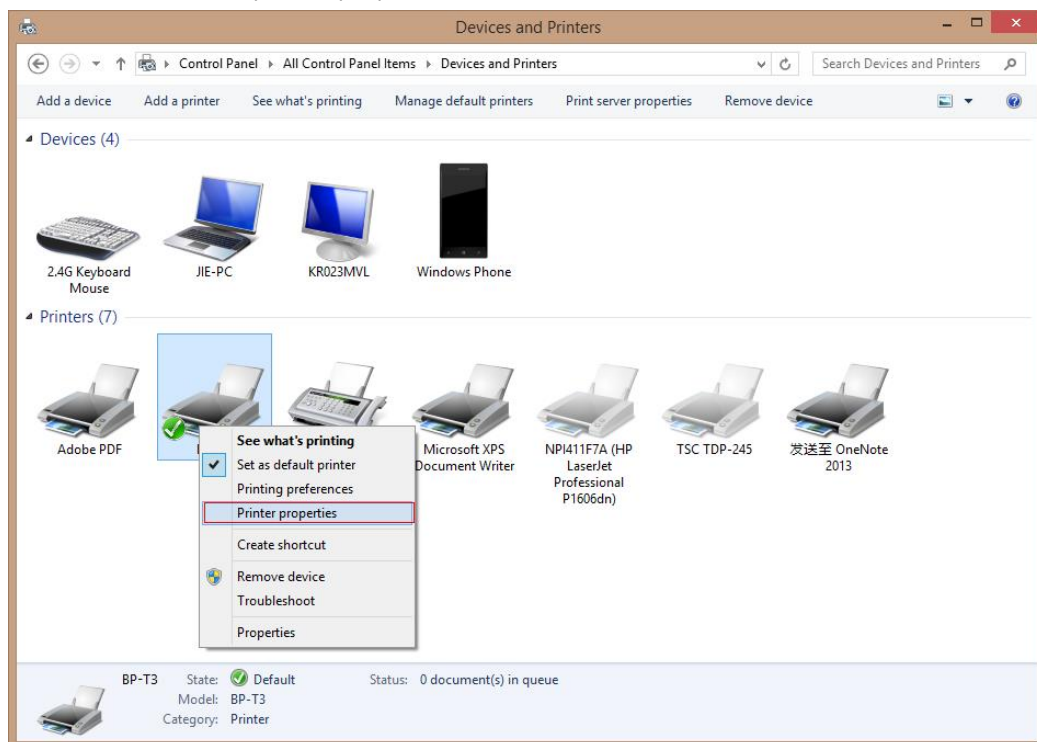 Devices and Printers
Control Panel ▸ All Control Panel Items ▸ Devices and Printers
Search Devices and Printers
Add a device Add a printer See what's printing Manage default printers Print server properties Remove device
Devices (4)
2.4G Keyboard
Mouse
JIE-PC
KR023MVL
Windows Phone
Printers (7)
Adobe PDF
Microsoft XPS
Document Writer
NPI411F7A (HP
LaserJet
Professional
P1606dn)
TSC TDP-245
发送至 OneNote
2013
See what's printing
Set as default printer
Printing preferences
Printer properties
Create shortcut
Remove device
Troubleshoot
Properties
BP-T3 State: Default Status: 0 document(s) in queue
Model: BP-T3
Category: Printer